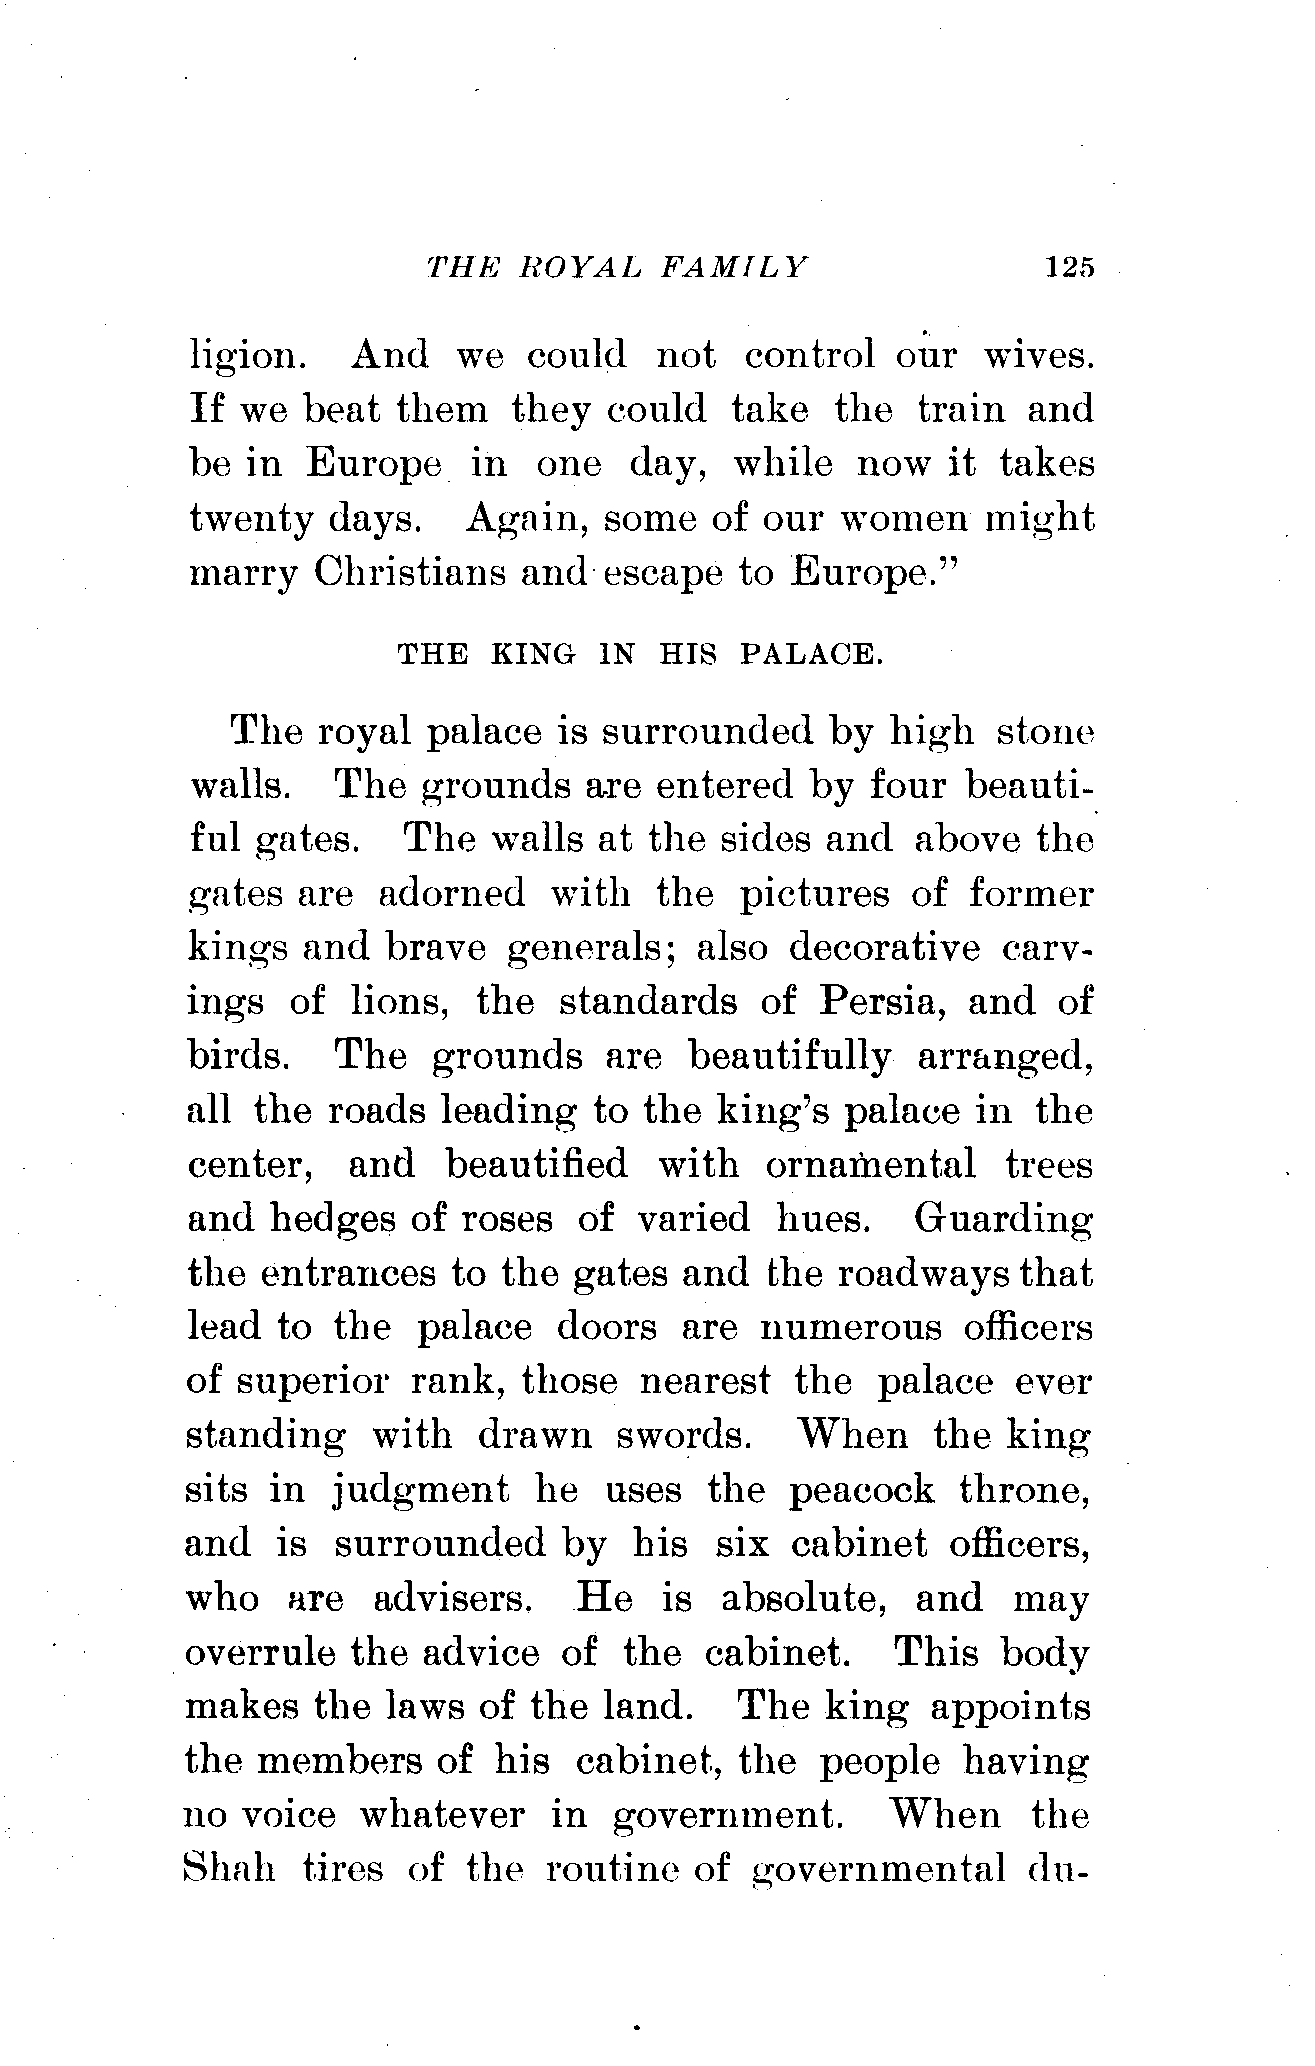 THE ROYAL FAMILY 125
ligion. And we could not control our wives.
If we beat them they could take the train and
be in Europe in one day, while now it takes
twenty days. Again, some of our women might
marry Christians and escape to Europe."
THE KING IN HIS PALACE.
The royal palace is surrounded by high stone
walls. The grounds are entered by four beauti-
ful gates. The walls at the sides and above the
gates are adorned with the pictures of former
kings and brave generals; also decorative carv-
ings of lions, the standards of Persia, and of
birds. The grounds are beautifully arranged,
all the roads leading to the king's palace in the
center, and beautified with ornamental trees
and hedges of roses of varied hues. Guarding
the entrances to the gates and the roadways that
lead to the palace doors are numerous officers
of superior rank, those nearest the palace ever
standing with drawn swords. When the king
sits in judgment he uses the peacock throne,
and is surrounded by his six cabinet officers,
who are advisers. He is absolute, and may
overrule the advice of the cabinet. This body
makes the laws of the land. The king appoints
the members of his cabinet, the people having
no voice whatever in government. When the
Shah tires of the routine of governmental du-